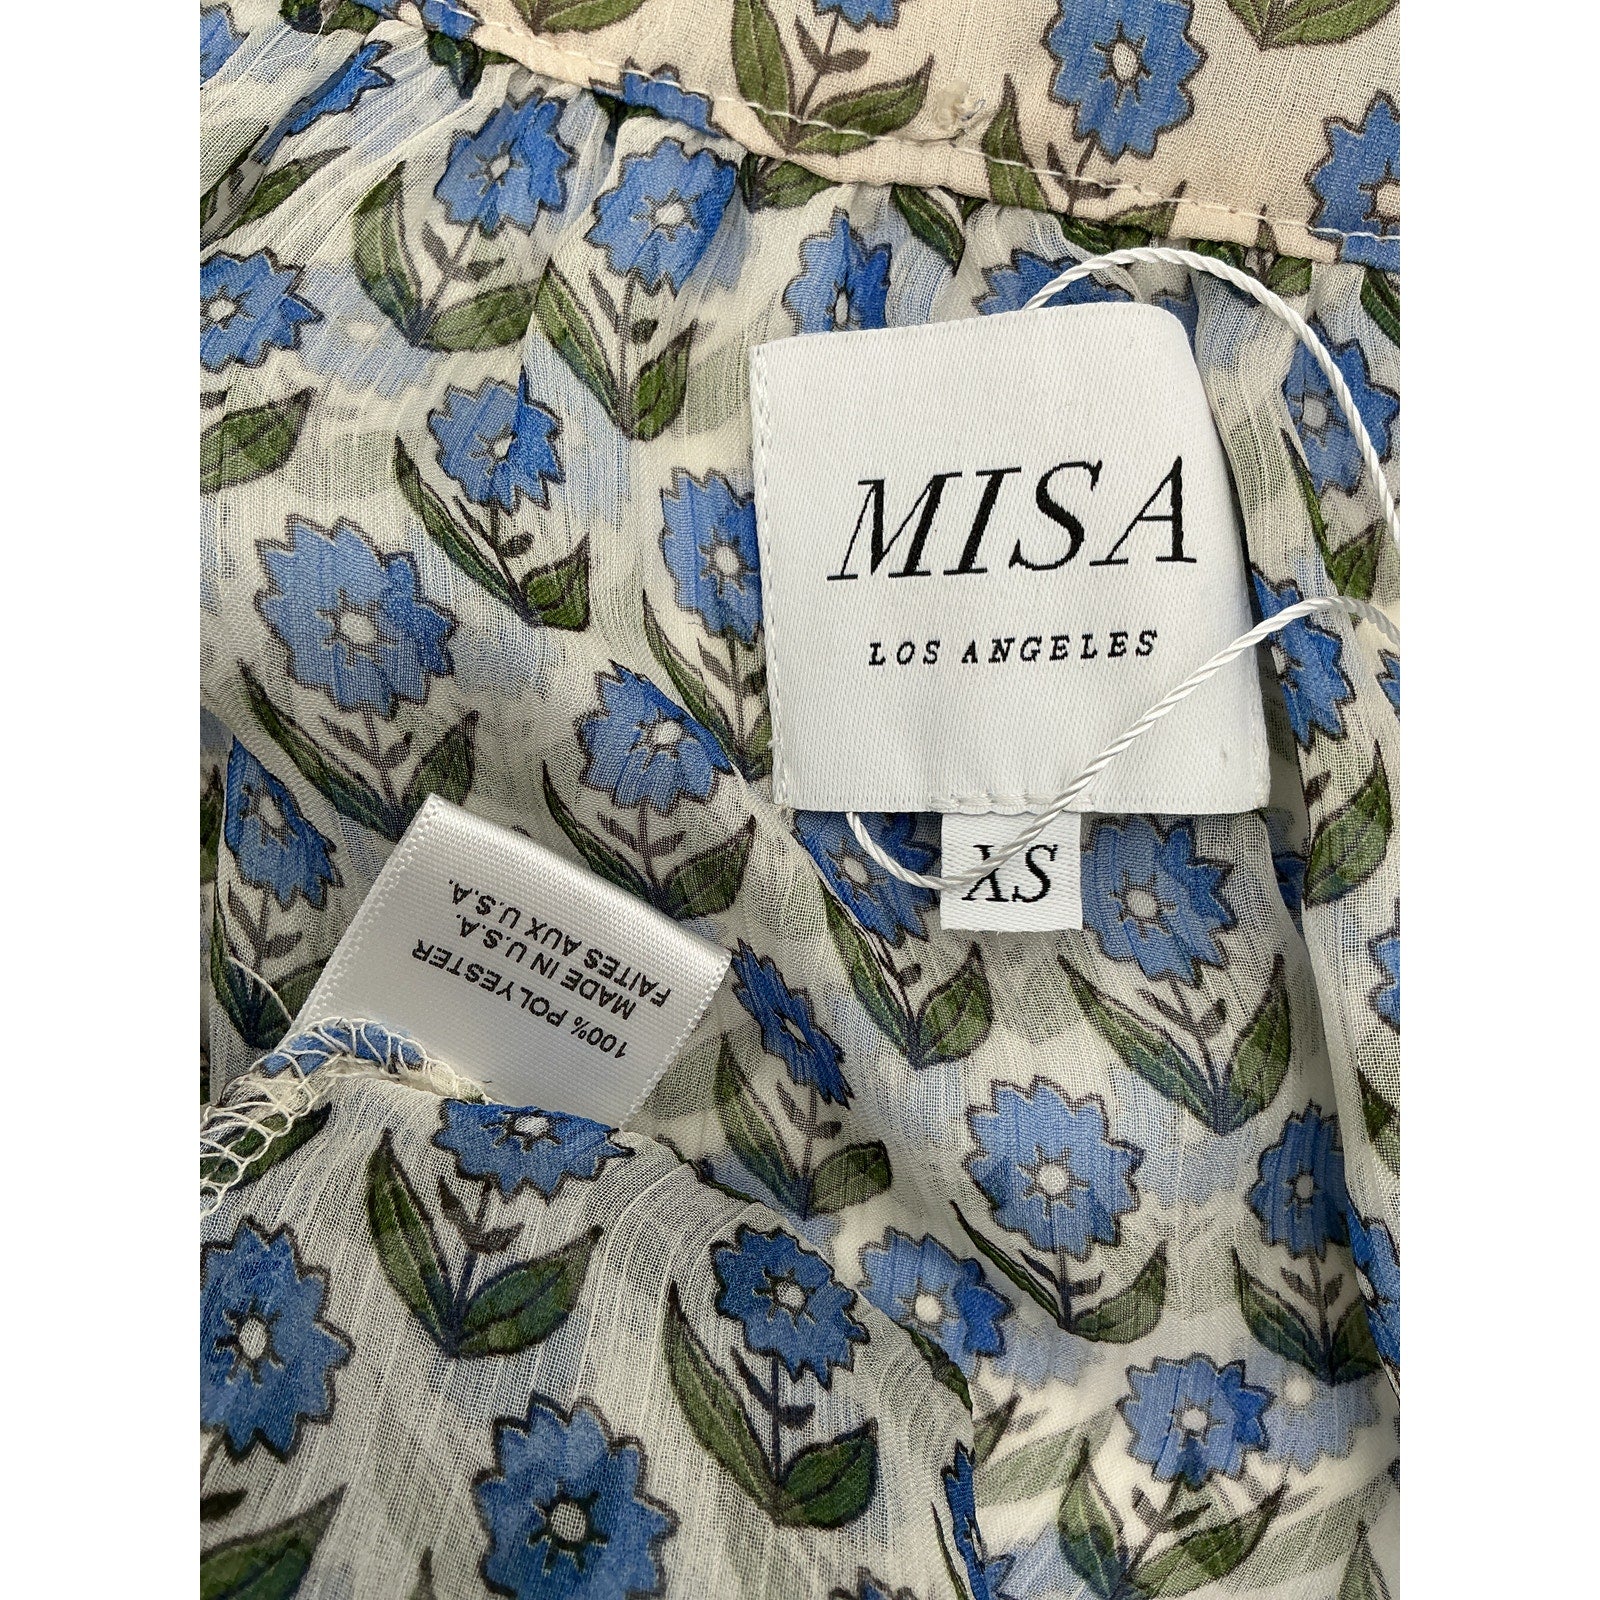 MISA
LOS ANGELES
XS
100% POLYESTER
MADE IN U.S.A.
FAITES AUX U.S.A.